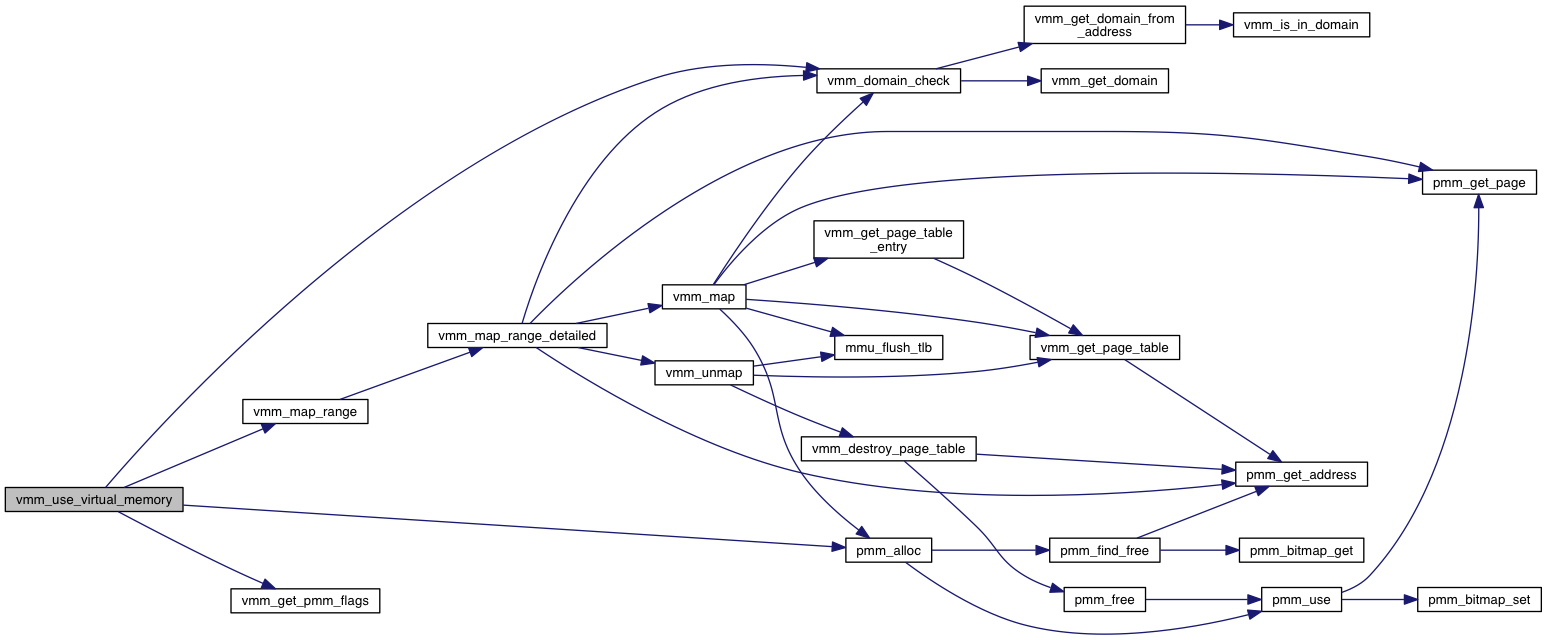 vmm_get_domain_from
_address
vmm_is_in_domain
vmm_domain_check
vmm_get_domain
pmm_get_page
vmm_get_page_table
_entry
vmm_map
vmm_map_range_detailed
mmu_flush_tlb
vmm_get_page_table
vmm_unmap
vmm_map_range
vmm_destroy_page_table
pmm_get_address
vmm_use_virtual_memory
pmm_alloc
pmm_find_free
pmm_bitmap_get
vmm_get_pmm_flags
pmm_free
pmm_use
pmm_bitmap_set